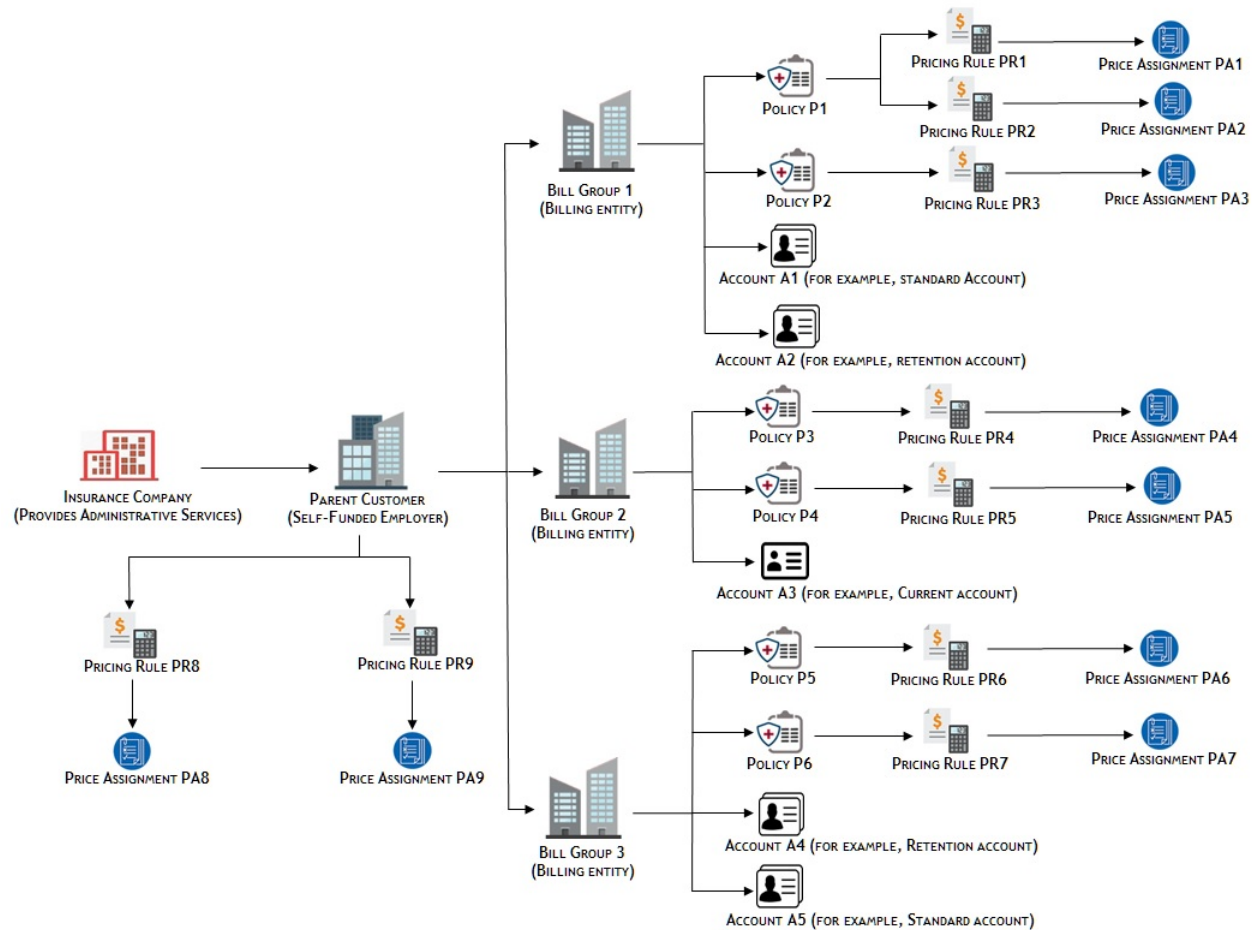 Pricing Rule PR1
Price Assignment PA1
Policy P1
Pricing Rule PR2
Price Assignment PA2
Bill Group 1
(Billing entity)
Policy P2
Pricing Rule PR3
Price Assignment PA3
Account A1 (for example, standard Account)
Account A2 (for example, retention account)
Policy P3
Pricing Rule PR4
Price Assignment PA4
Insurance Company
(Provides Administrative Services)
Parent Customer
(Self-Funded Employer)
Bill Group 2
(Billing entity)
Policy P4
Pricing Rule PR5
Price Assignment PA5
Account A3 (for example, Current account)
Pricing Rule PR8
Pricing Rule PR9
Policy P5
Pricing Rule PR6
Price Assignment PA6
Price Assignment PA8
Price Assignment PA9
Policy P6
Pricing Rule PR7
Price Assignment PA7
Bill Group 3
(Billing entity)
Account A4 (for example, Retention account)
Account A5 (for example, Standard account)